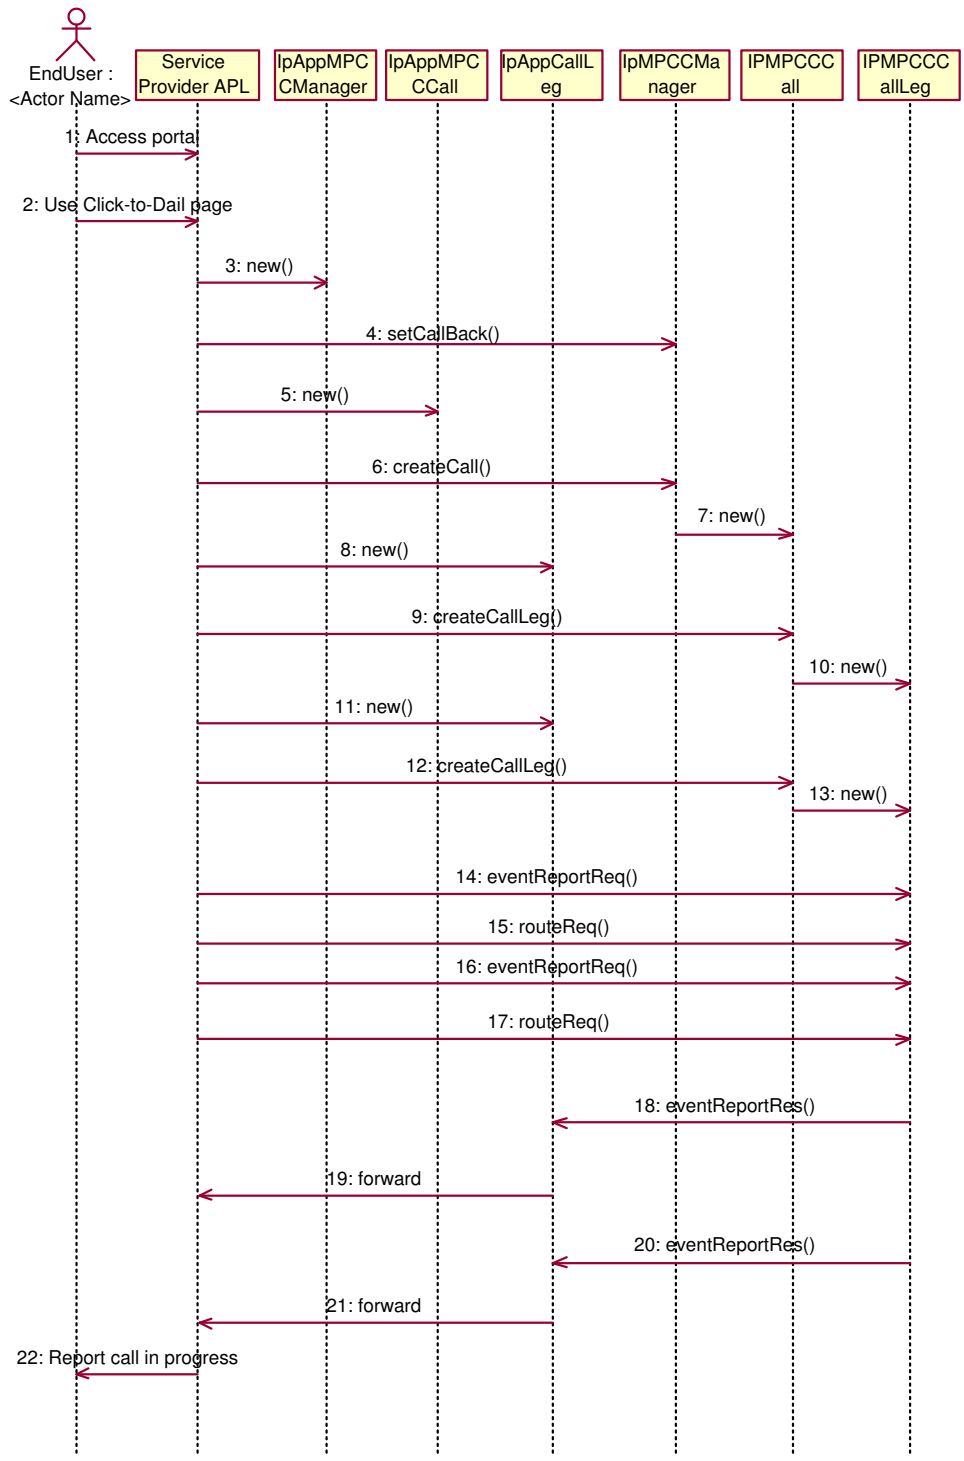 EndUser :
<Actor Name>
Service
Provider APL
IpAppMPC
CManager
IpAppMPC
CCall
IpAppCallL
eg
IpMPCCMa
nager
IPMPCCC
all
IPMPCCC
allLeg
1: Access portal
2: Use Click-to-Dail page
3: new()
4: setCallBack()
5: new()
6: createCall()
7: new()
8: new()
9: createCallLeg()
10: new()
11: new()
12: createCallLeg()
13: new()
14: eventReportReq()
15: routeReq()
16: eventReportReq()
17: routeReq()
18: eventReportRes()
19: forward
20: eventReportRes()
21: forward
22: Report call in progress